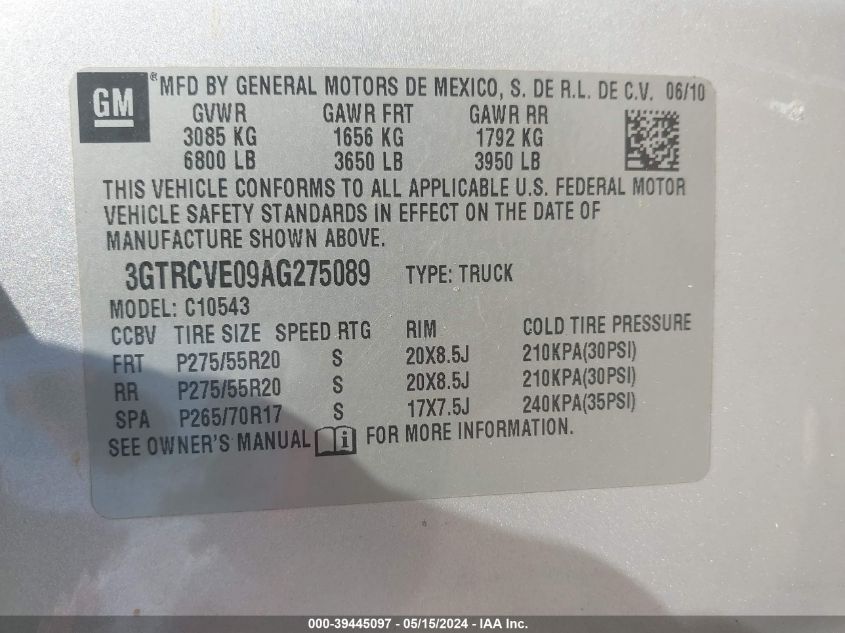 GM ®MFD BY GENERAL MOTORS DE MEXICO, S. DE R.L. DE C.V. 06/10
GVWR GAWR FRT GAWR RR
3085 KG 1656 KG 1792 KG
6800 LB 3650 LB 3950 LB
THIS VEHICLE CONFORMS TO ALL APPLICABLE U.S. FEDERAL MOTOR
VEHICLE SAFETY STANDARDS IN EFFECT ON THE DATE OF
MANUFACTURE SHOWN ABOVE.
3GTRCVE09AG275089 TYPE: TRUCK
MODEL: C10543
CCBV TIRE SIZE SPEED RTG RIM COLD TIRE PRESSURE
FRT P275/55R20 S 20X8.5J 210KPA(30PSI)
RR P275/55R20 S 20X8.5J 210KPA(30PSI)
SPA P265/70R17 S 17X7.5J 240KPA(35PSI)
SEE OWNER'S MANUAL i FOR MORE INFORMATION.
000-39445097 - 05/15/2024 - IAA Inc.